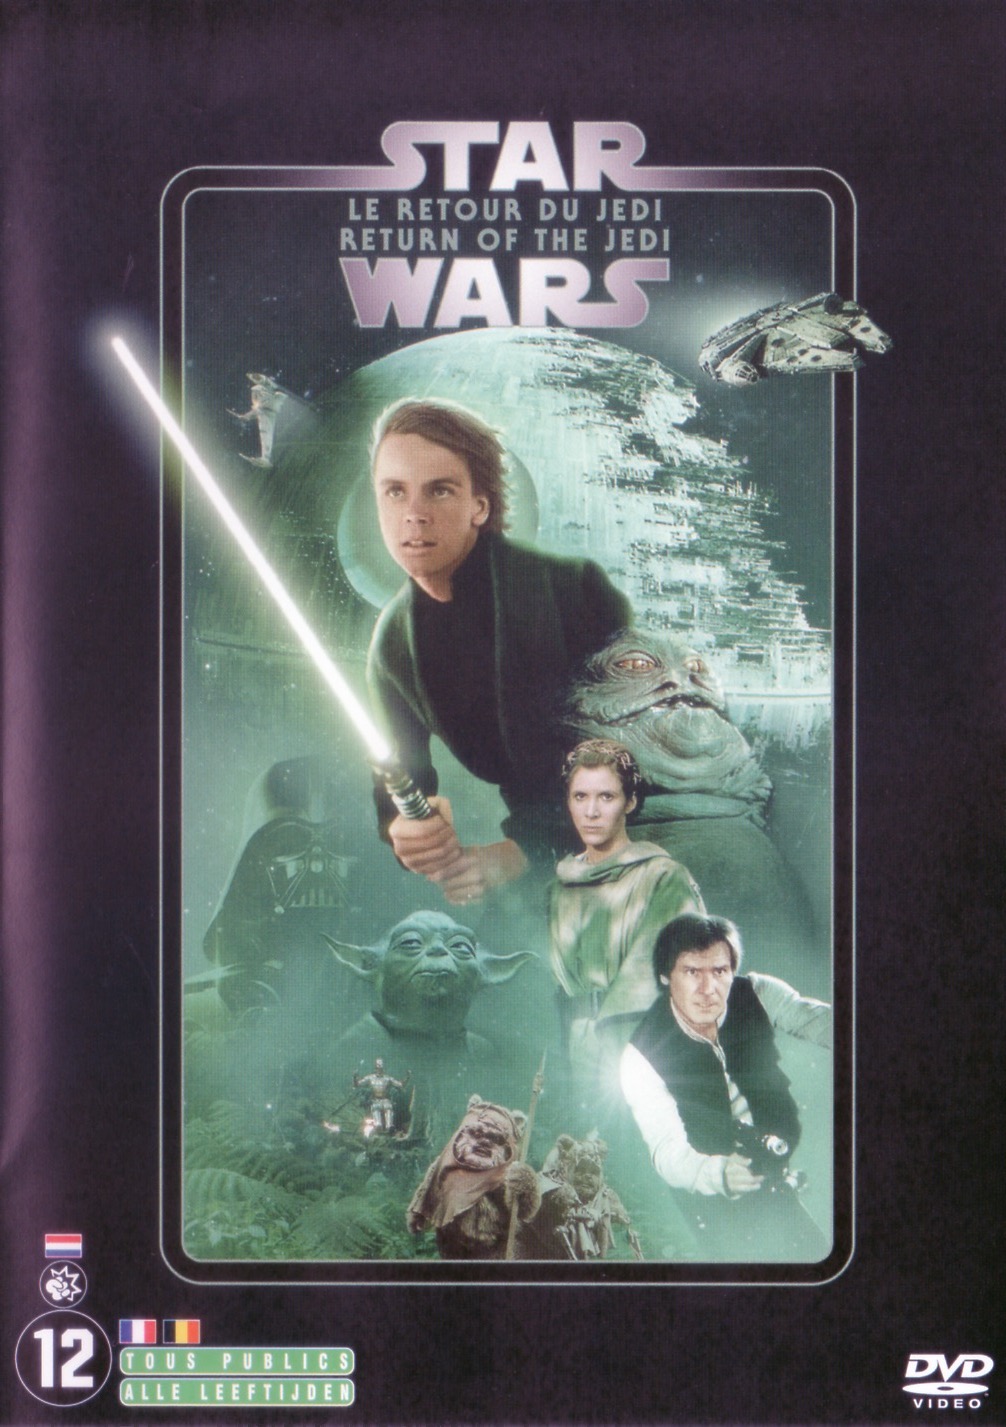 STAR
LE RETOUR DU JEDI
RETURN OF THE JEDI
WARS
12
TOUS PUBLICS
ALLE LEEFTIJDEN
DVD
VIDEO